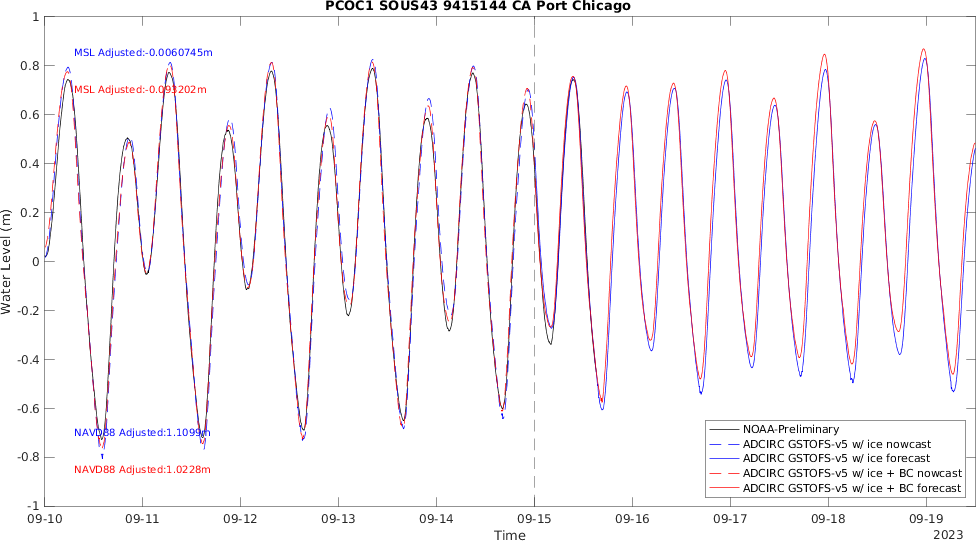 PCOC1 SOUS43 9415144 CA Port Chicago
1
0.8
0.6
0.4
0.2
0
-0.2
-0.4
-0.6
-0.8
-1
Water Level (m)
MSL Adjusted:-0.0060745m
MSL Adjusted:-0.093202m
NAVD88 Adjusted:1.1099m
NAVD88 Adjusted:1.0228m
NOAA-Preliminary
ADCIRC GSTOFS-v5 w/ ice nowcast
ADCIRC GSTOFS-v5 w/ ice forecast
ADCIRC GSTOFS-v5 w/ ice + BC nowcast
ADCIRC GSTOFS-v5 w/ ice + BC forecast
09-10 09-11 09-12 09-13 09-14 09-15 09-16 09-17 09-18 09-19
Time
2023